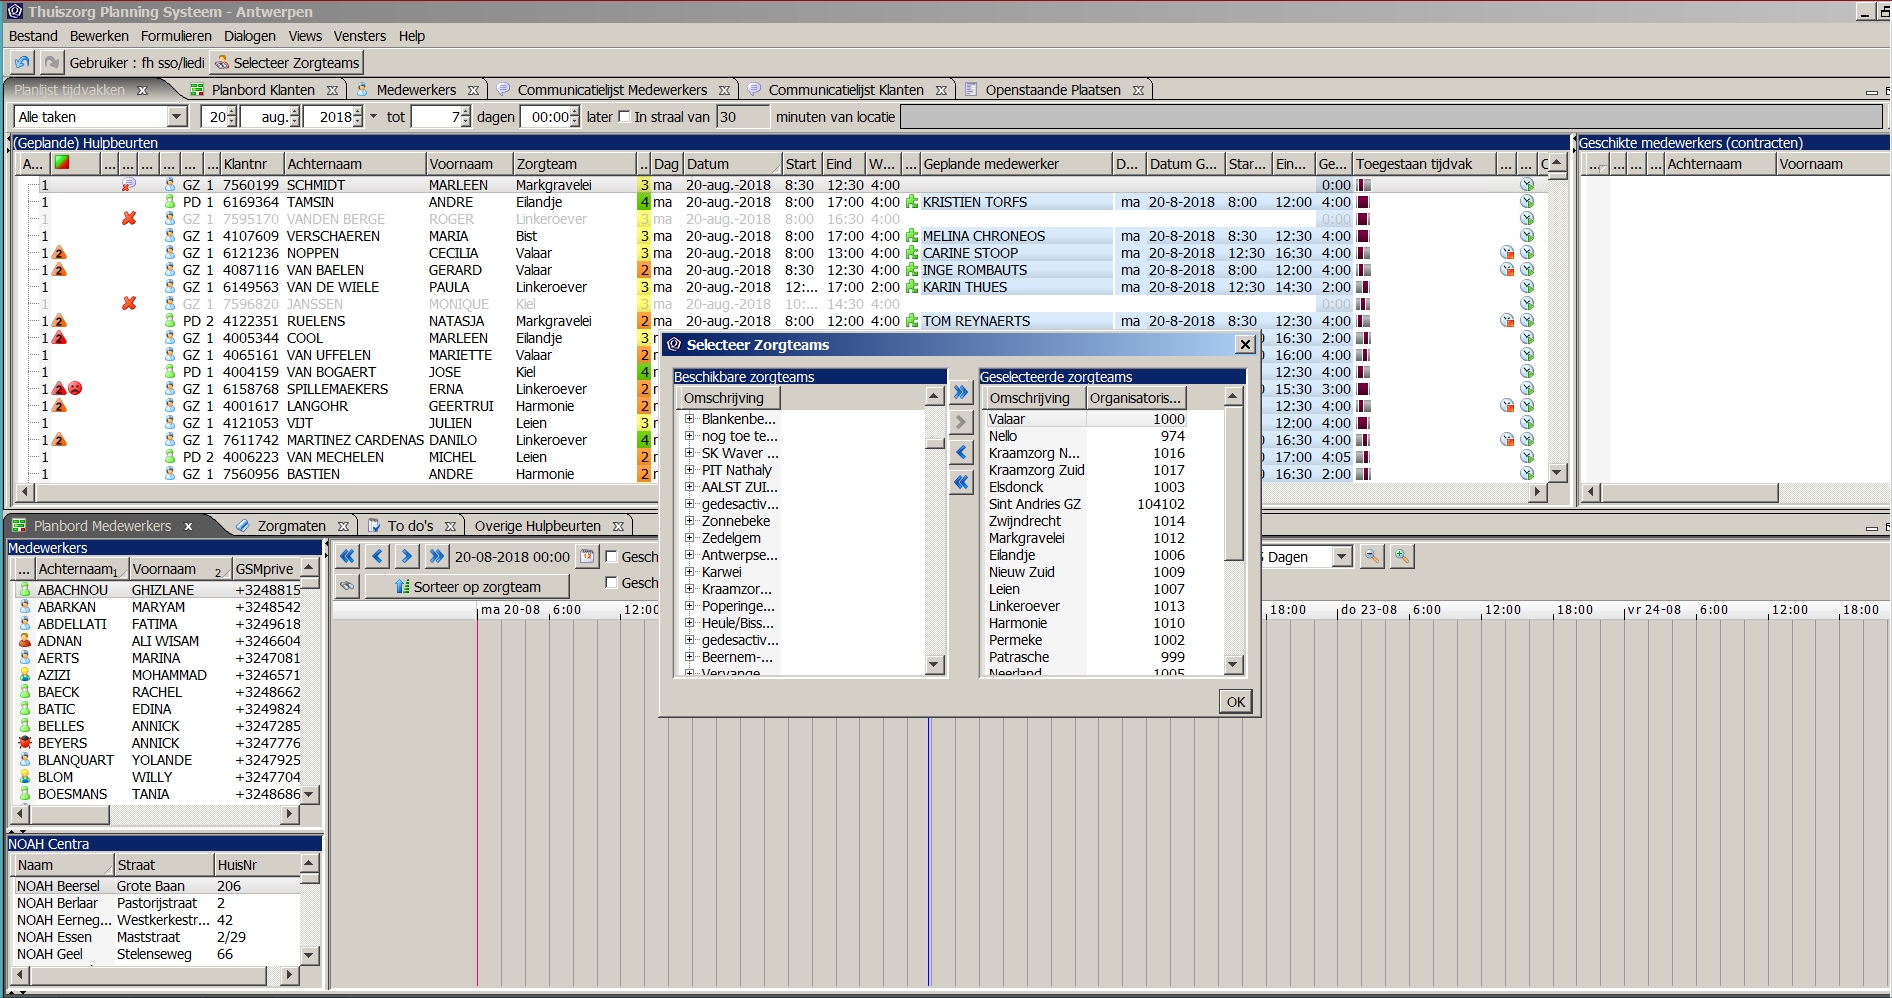 Thuiszorg Planning Systeem - Antwerpen
Bestand Bewerken Formulieren Dialogen Views Vensters Help
Gebruiker : fh sso/liedi Selecteer Zorgteams
Planlijst tijdvakken Planbord Klanten Medewerkers Communicatielijst Medewerkers Communicatielijst Klanten Openstaande Plaatsen
Alle taken 20 aug. 2018 tot 7 dagen 00:00 later In straal van 30 minuten van locatie
(Geplande) Hulpbeurten
A... ... ... ... ... ... ... Klantnr Achternaam Voornaam Zorgteam .. Dag Datum Start Eind W... ... Geplande medewerker D... Datum G... Star... Ein... Ge... Toegestaan tijdvak ... ...
1 GZ 1 7560199 SCHMIDT MARLEEN Markgravelei 3 ma 20-aug.-2018 8:30 12:30 4:00 0:00
1 PD 1 6169364 TAMSIN ANDRE Eilandje 4 ma 20-aug.-2018 8:00 17:00 4:00 KRISTIEN TORFS ma 20-8-2018 8:00 12:00 4:00
1 GZ 1 7595170 VANDEN BERGE ROGER Linkeroever 3 ma 20-aug.-2018 8:00 16:30 4:00 0:00
1 GZ 1 4107609 VERSCHAEREN MARIA Bist 3 ma 20-aug.-2018 8:00 17:00 4:00 MELINA CHRONEOS ma 20-8-2018 8:30 12:30 4:00
1 2 GZ 1 6121236 NOPPEN CECILIA Valaar 3 ma 20-aug.-2018 8:00 13:00 4:00 CARINE STOOP ma 20-8-2018 12:30 16:30 4:00
1 2 GZ 1 4087116 VAN BAELEN GERARD Valaar 2 ma 20-aug.-2018 8:30 12:30 4:00 INGE ROMBAUTS ma 20-8-2018 8:00 12:00 4:00
1 GZ 1 6149563 VAN DE WIELE PAULA Linkeroever 3 ma 20-aug.-2018 12:... 17:00 2:00 KARIN THUES ma 20-8-2018 12:30 14:30 2:00
1 GZ 1 7596820 JANSSEN MONIQUE Kiel 3 ma 20-aug.-2018 10:... 14:30 4:00 0:00
1 2 PD 2 4122351 RUELENS NATASJA Markgravelei 2 ma 20-aug.-2018 8:00 12:00 4:00 TOM REYNAERTS ma 20-8-2018 8:30 12:30 4:00
1 2 GZ 1 4005344 COOL MARLEEN Eilandje 3 16:30 2:00
1 GZ 1 4065161 VAN UFFELEN MARIETTE Valaar 2 16:00 4:00
1 PD 1 4004159 VAN BOGAERT JOSE Kiel 4 12:30 4:00
1 2 GZ 1 6158768 SPILLEMAEKERS ERNA Linkeroever 2 15:30 3:00
1 2 GZ 1 4001617 LANGOHR GEERTRUI Harmonie 2 12:30 4:00
1 GZ 1 4121053 VIJT JULIEN Leien 3 12:00 4:00
1 2 GZ 1 7611742 MARTINEZ CARDENAS DANILO Linkeroever 4 16:30 4:00
1 PD 2 4006223 VAN MECHELEN MICHEL Leien 2 17:00 4:05
1 GZ 1 7560956 BASTIEN ANDRE Harmonie 2 16:30 2:00
Geschikte medewerkers (contracten)
... ... ... ... Achternaam Voornaam
Selecteer Zorgteams
Beschikbare zorgteams
Omschrijving
Blankenbe...
nog toe te...
SK Waver ...
PIT Nathaly
AALST ZUI...
gedesactiv...
Zonnebeke
Zedelgem
Antwerpse...
Karwei
Kraamzor...
Poperinge...
Heule/Biss...
gedesactiv...
Beernem-...
Vervange...
Geselecteerde zorgteams
Omschrijving Organisatoris...
Valaar 1000
Nello 974
Kraamzorg N... 1016
Kraamzorg Zuid 1017
Elsdonck 1003
Sint Andries GZ 104102
Zwijndrecht 1014
Markgravelei 1012
Eilandje 1006
Nieuw Zuid 1009
Leien 1007
Linkeroever 1013
Harmonie 1010
Permeke 1002
Patrasche 999
Neerland 1005
OK
Planbord Medewerkers Zorgmaten To do's Overige Hulpbeurten
Medewerkers
... Achternaam 1 Voornaam 2 GSMprive
ABACHNOU GHIZLANE +3248815
ABARKAN MARYAM +3248542
ABDELLATI FATIMA +3249618
ADNAN ALI WISAM +3246604
AERTS MARINA +3247081
AZIZI MOHAMMAD +3246571
BAECK RACHEL +3248662
BATIC EDINA +3249824
BELLES ANNICK +3247285
BEYERS ANNICK +3247776
BLANQUART YOLANDE +3247925
BLOM WILLY +3247704
BOESMANS TANIA +3248686
20-08-2018 00:00 Gesch
Dagen
Sorteer op zorgteam Gesch
ma 20-08 6:00 12:00 18:00 do 23-08 6:00 12:00 18:00 vr 24-08 6:00 12:00 18:00
NOAH Centra
Naam Straat HuisNr
NOAH Beersel Grote Baan 206
NOAH Berlaar Pastorijstraat 2
NOAH Eerneg... Westkerkestr... 42
NOAH Essen Maststraat 2/29
NOAH Geel Stelenseweg 66